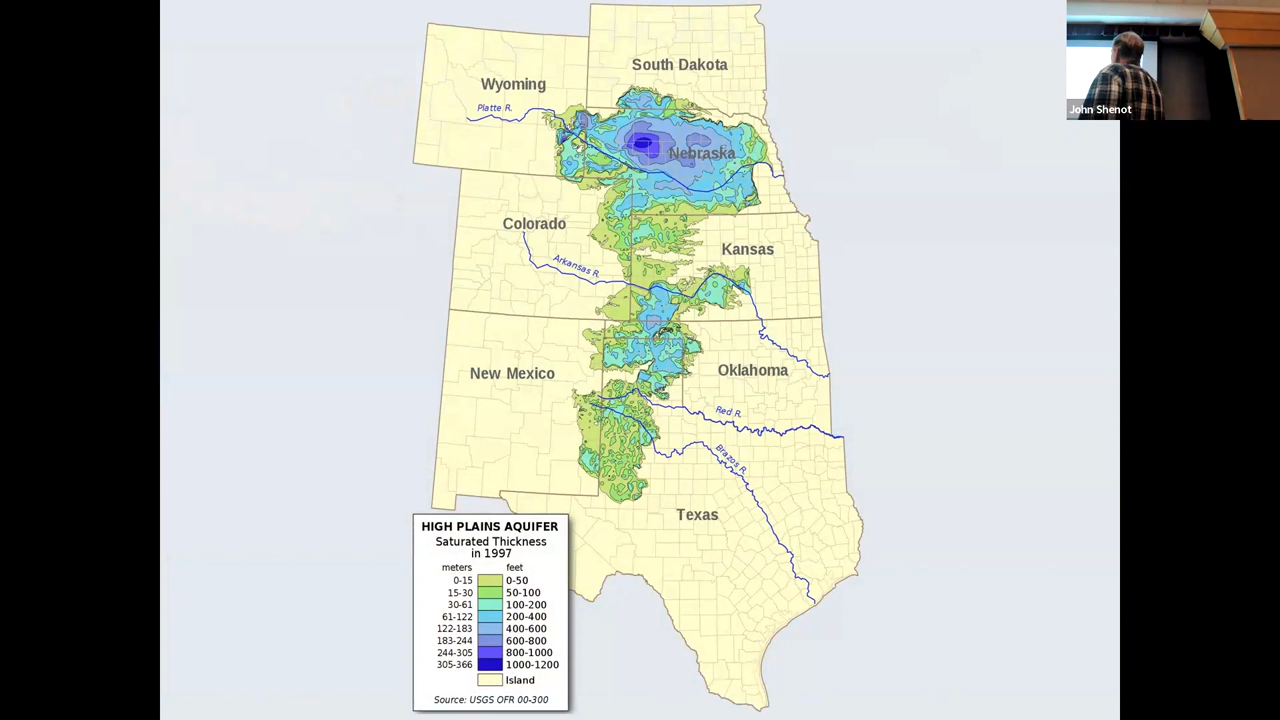 South Dakota
Wyoming
Platte R.
Nebraska
Colorado
Kansas
Arkansas R.
New Mexico
Oklahoma
Red R.
Brazos R.
Texas
HIGH PLAINS AQUIFER
Saturated Thickness
in 1997
meters feet
0-15 0-50
15-30 50-100
30-61 100-200
61-122 200-400
122-183 400-600
183-244 600-800
244-305 800-1000
305-366 1000-1200
Island
Source: USGS OFR 00-300
John Shenot